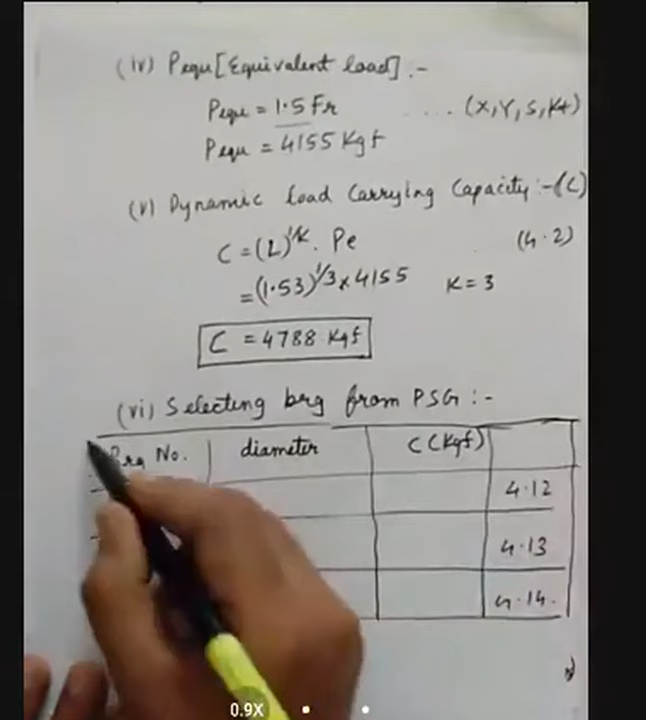 (iv) Pequ [Equivalent load] :-
Pequ = 1.5 Fr .... (X, Y, S, Kt)
Pequ = 4155 Kgf
(v) Dynamic load Carrying Capacity :- (C)
C = (L)^1/K . Pe (4.2)
= (1.53)^1/3 x 4155 K = 3
C = 4788 Kgf
(vi) Selecting brg from PSG :-
Brg No. diameter C (Kgf)
4.12
4.13
4.14.
0.9X